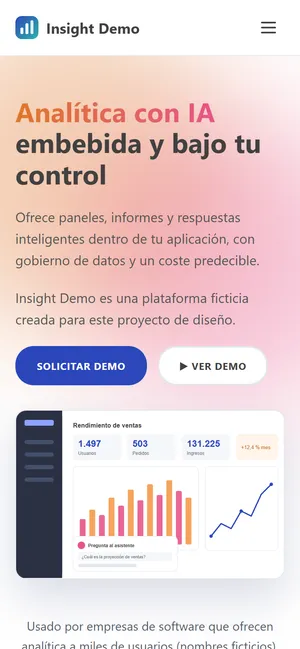 Insight Demo
Analítica con IA
embebida y bajo tu
control
Ofrece paneles, informes y respuestas
inteligentes dentro de tu aplicación, con
gobierno de datos y un coste predecible.
Insight Demo es una plataforma ficticia
creada para este proyecto de diseño.
SOLICITAR DEMO
▶ VER DEMO
Rendimiento de ventas
1.497
Usuarios
503
Pedidos
131.225
Ingresos
+12,4 % mes
Pregunta al asistente
¿Cuál es la proyección de ventas?
Usado por empresas de software que ofrecen
analítica a miles de usuarios (nombres ficticios)